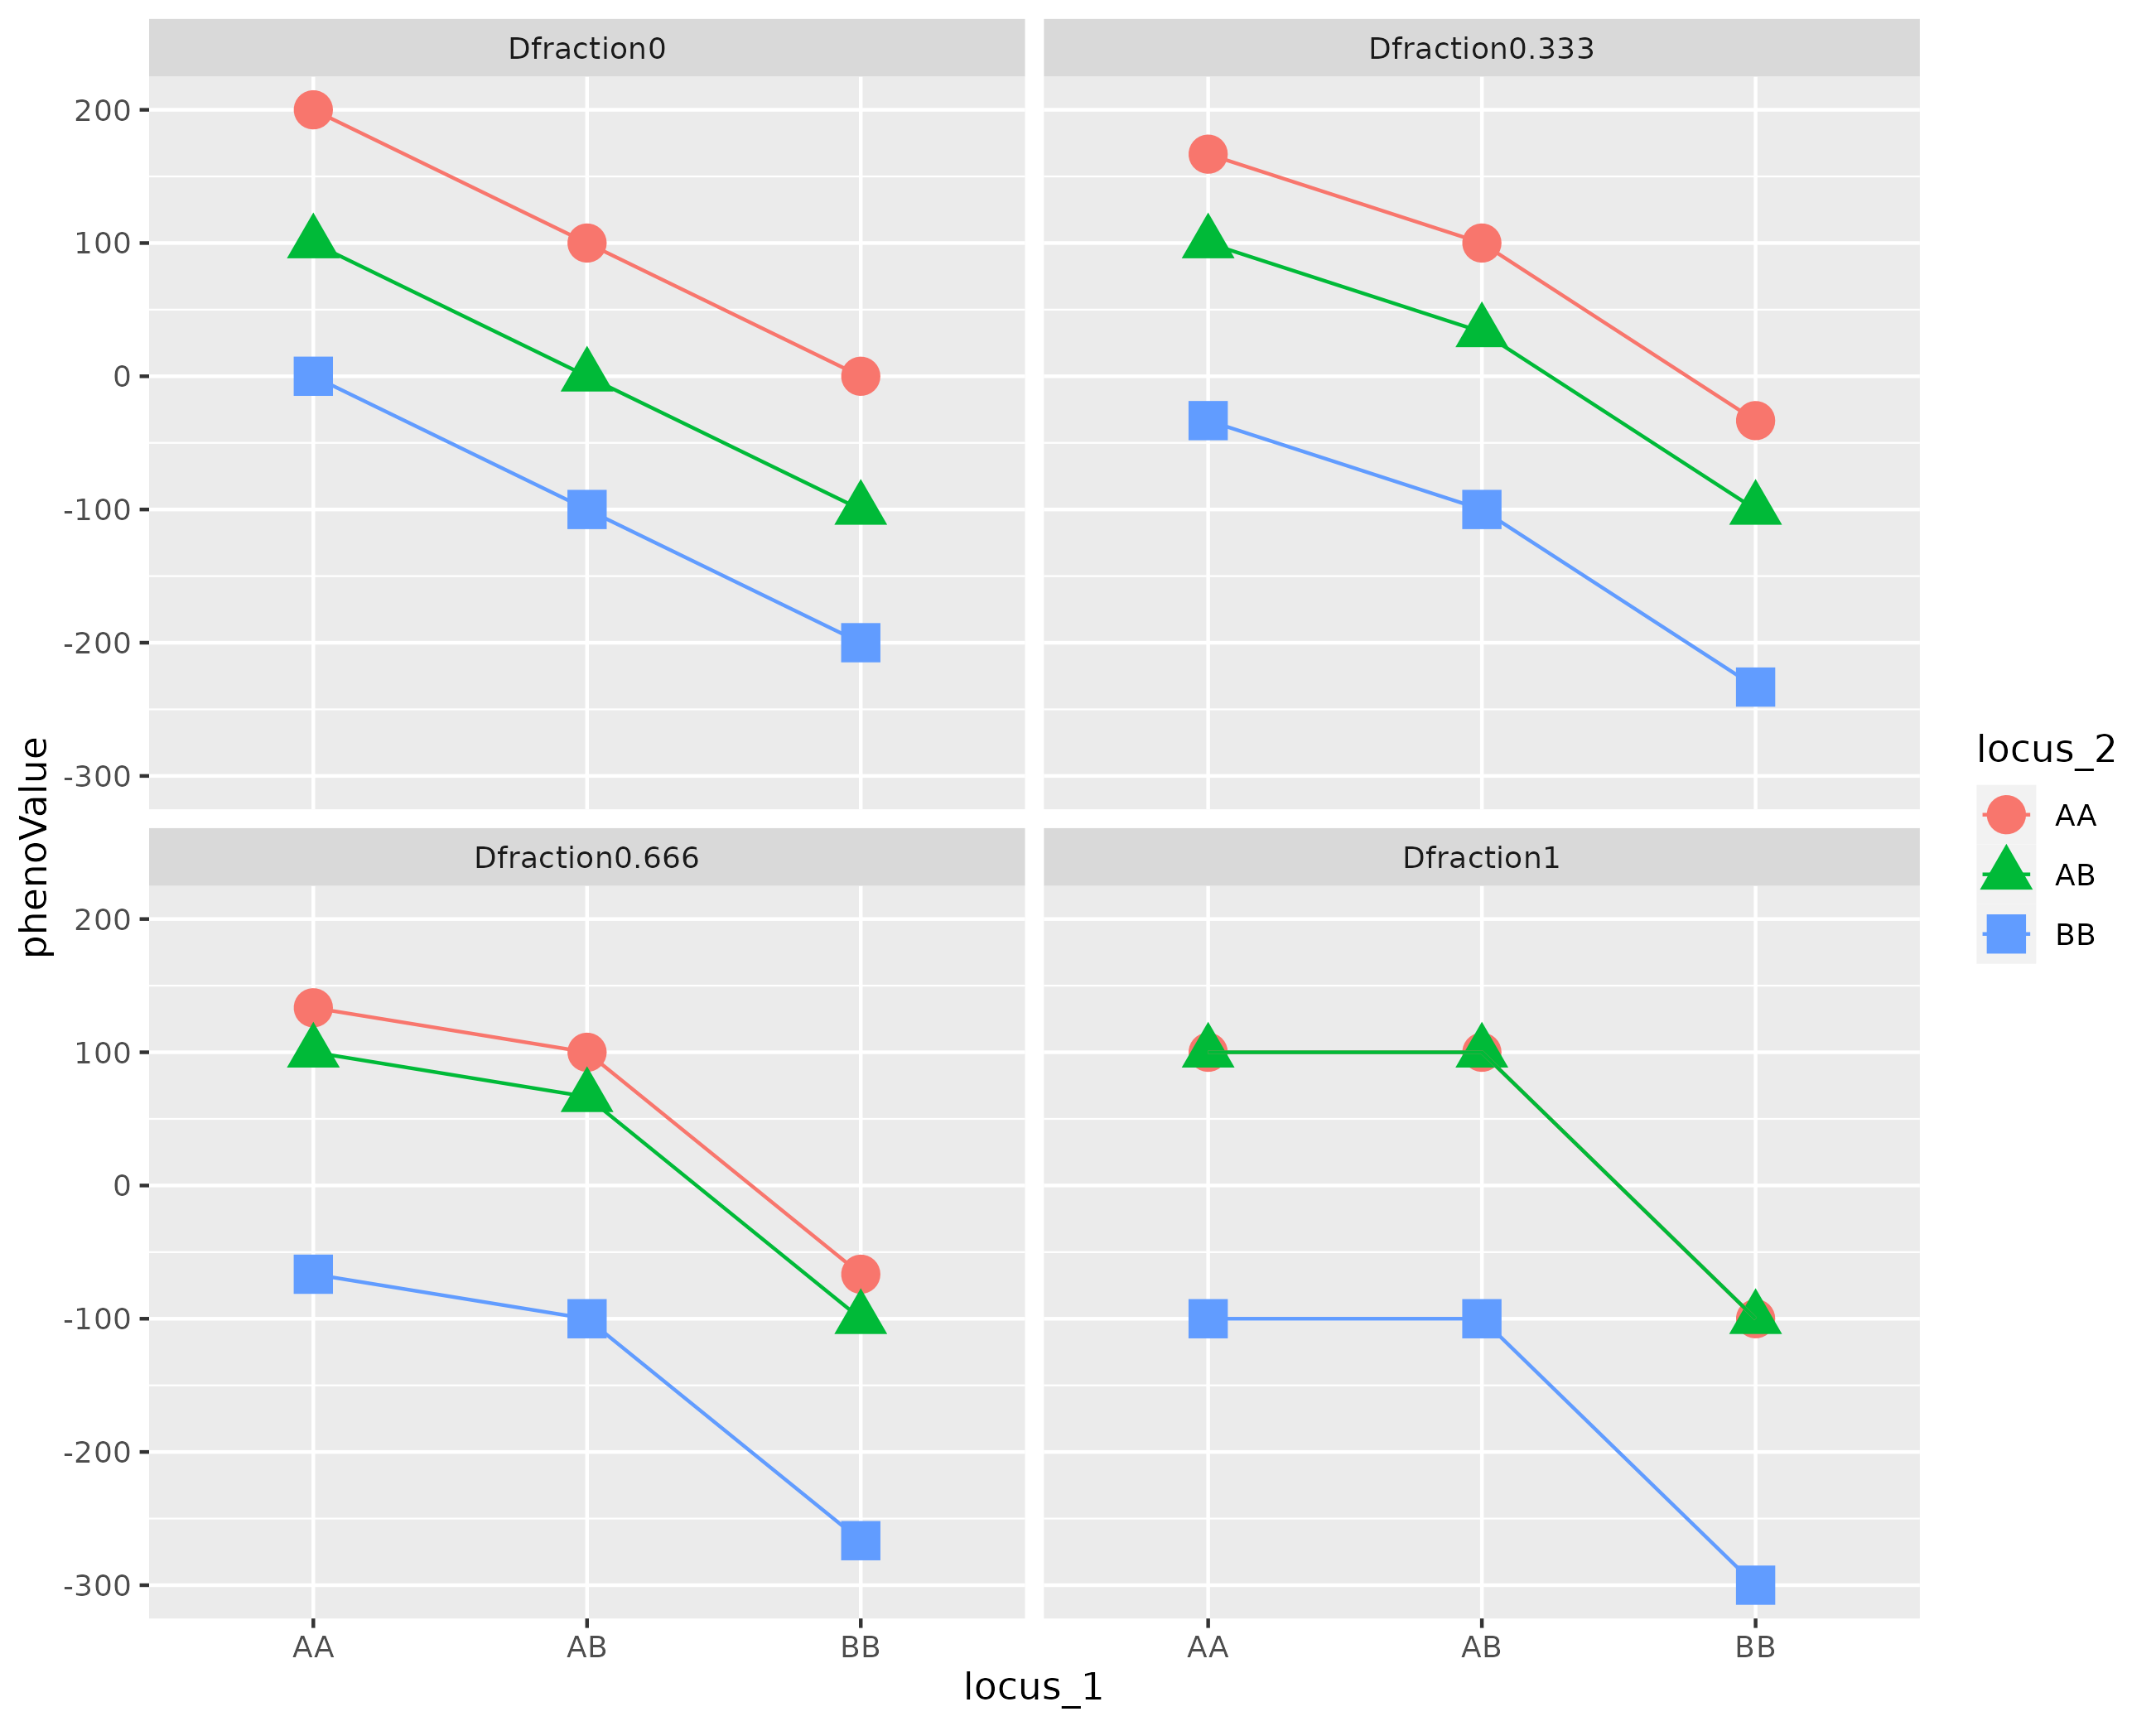 Dfraction0
Dfraction0.333
200
100
0
-100
-200
-300
Dfraction0.666
Dfraction1
200
100
0
-100
-200
-300
AA
AB
BB
AA
AB
BB
locus_1
phenoValue
locus_2
AA
AB
BB